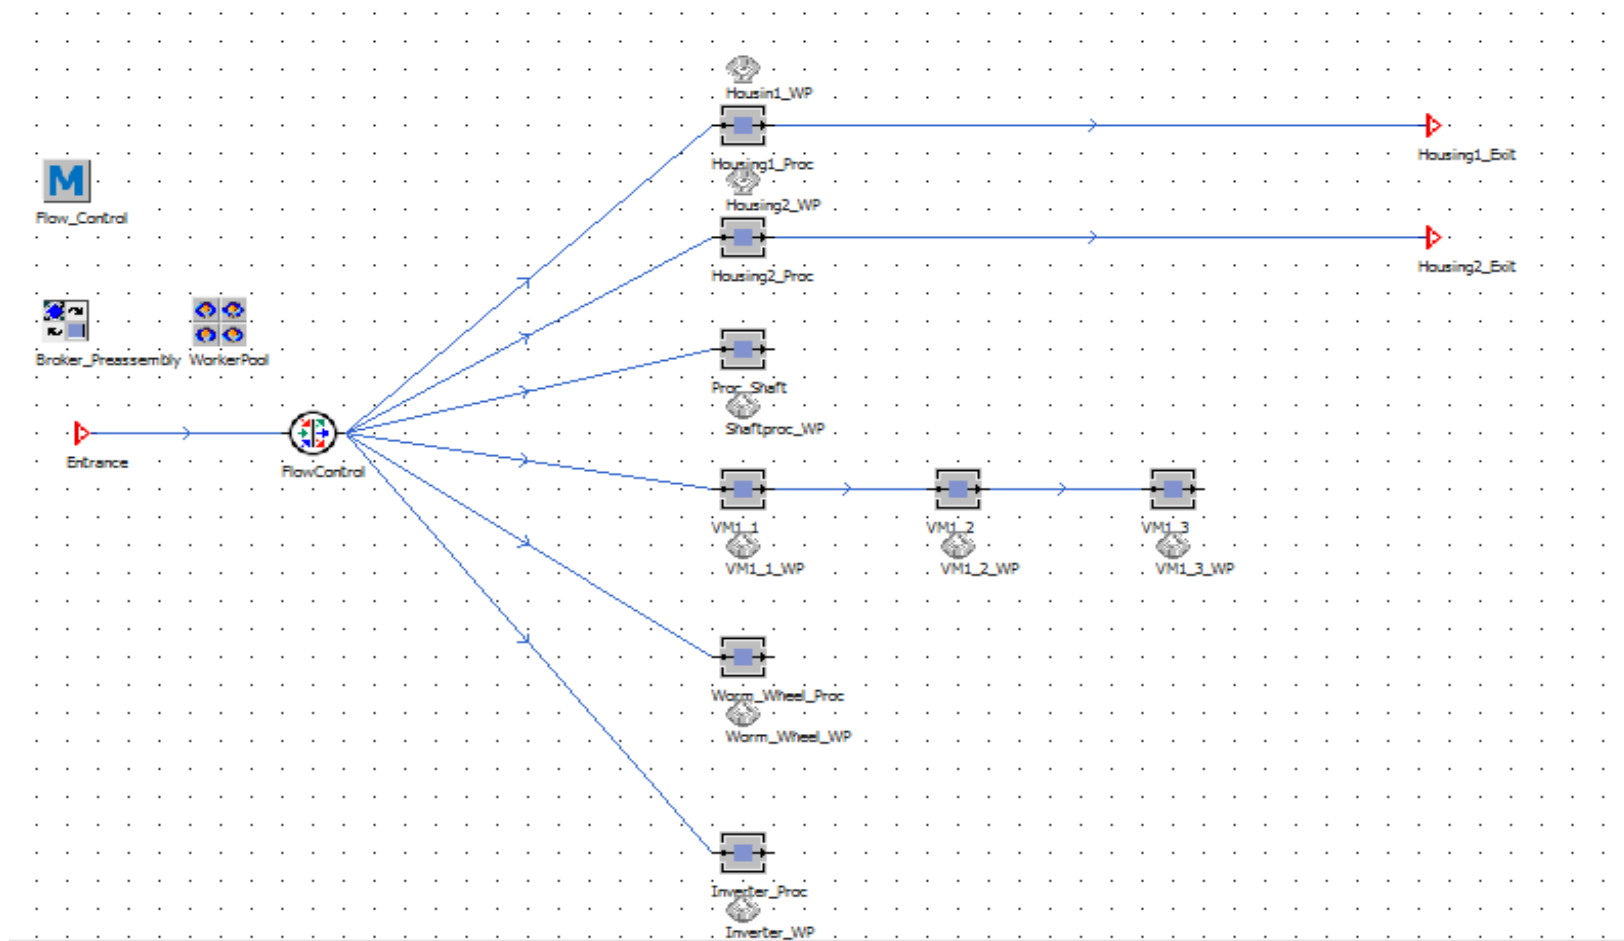 Housin1_WP
Housing1_Proc
Housing1_Exit
M
Flow_Control
Housing2_WP
Housing2_Proc
Housing2_Exit
Broker_Preassembly
WorkerPool
Proc_Shaft
Shaftproc_WP
Entrance
FlowControl
VM1_1
VM1_2
VM1_3
VM1_1_WP
VM1_2_WP
VM1_3_WP
Worm_Wheel_Proc
Worm_Wheel_WP
Inverter_Proc
Inverter_WP